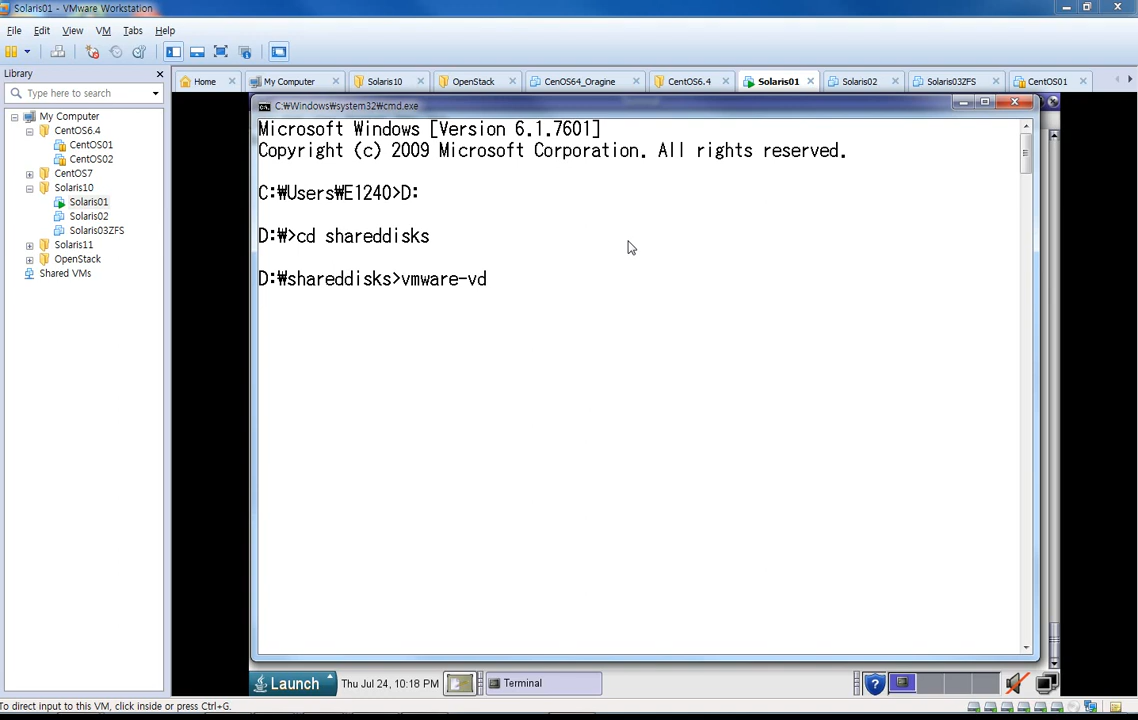 Solaris01 - VMware Workstation
File Edit View VM Tabs Help
Library
Type here to search
My Computer
CentOS6.4
CentOS01
CentOS02
CentOS7
Solaris10
Solaris01
Solaris02
Solaris03ZFS
Solaris11
OpenStack
Shared VMs
Home My Computer Solaris10 OpenStack CenOS64_Oragine CentOS6.4 Solaris01 Solaris02 Solaris03ZFS CentOS01
C:₩Windows₩system32₩cmd.exe
Microsoft Windows [Version 6.1.7601]
Copyright (c) 2009 Microsoft Corporation. All rights reserved.
C:₩Users₩E1240>D:
D:₩>cd shareddisks
D:₩shareddisks>vmware-vd
Launch Thu Jul 24, 10:18 PM Terminal
To direct input to this VM, click inside or press Ctrl+G.